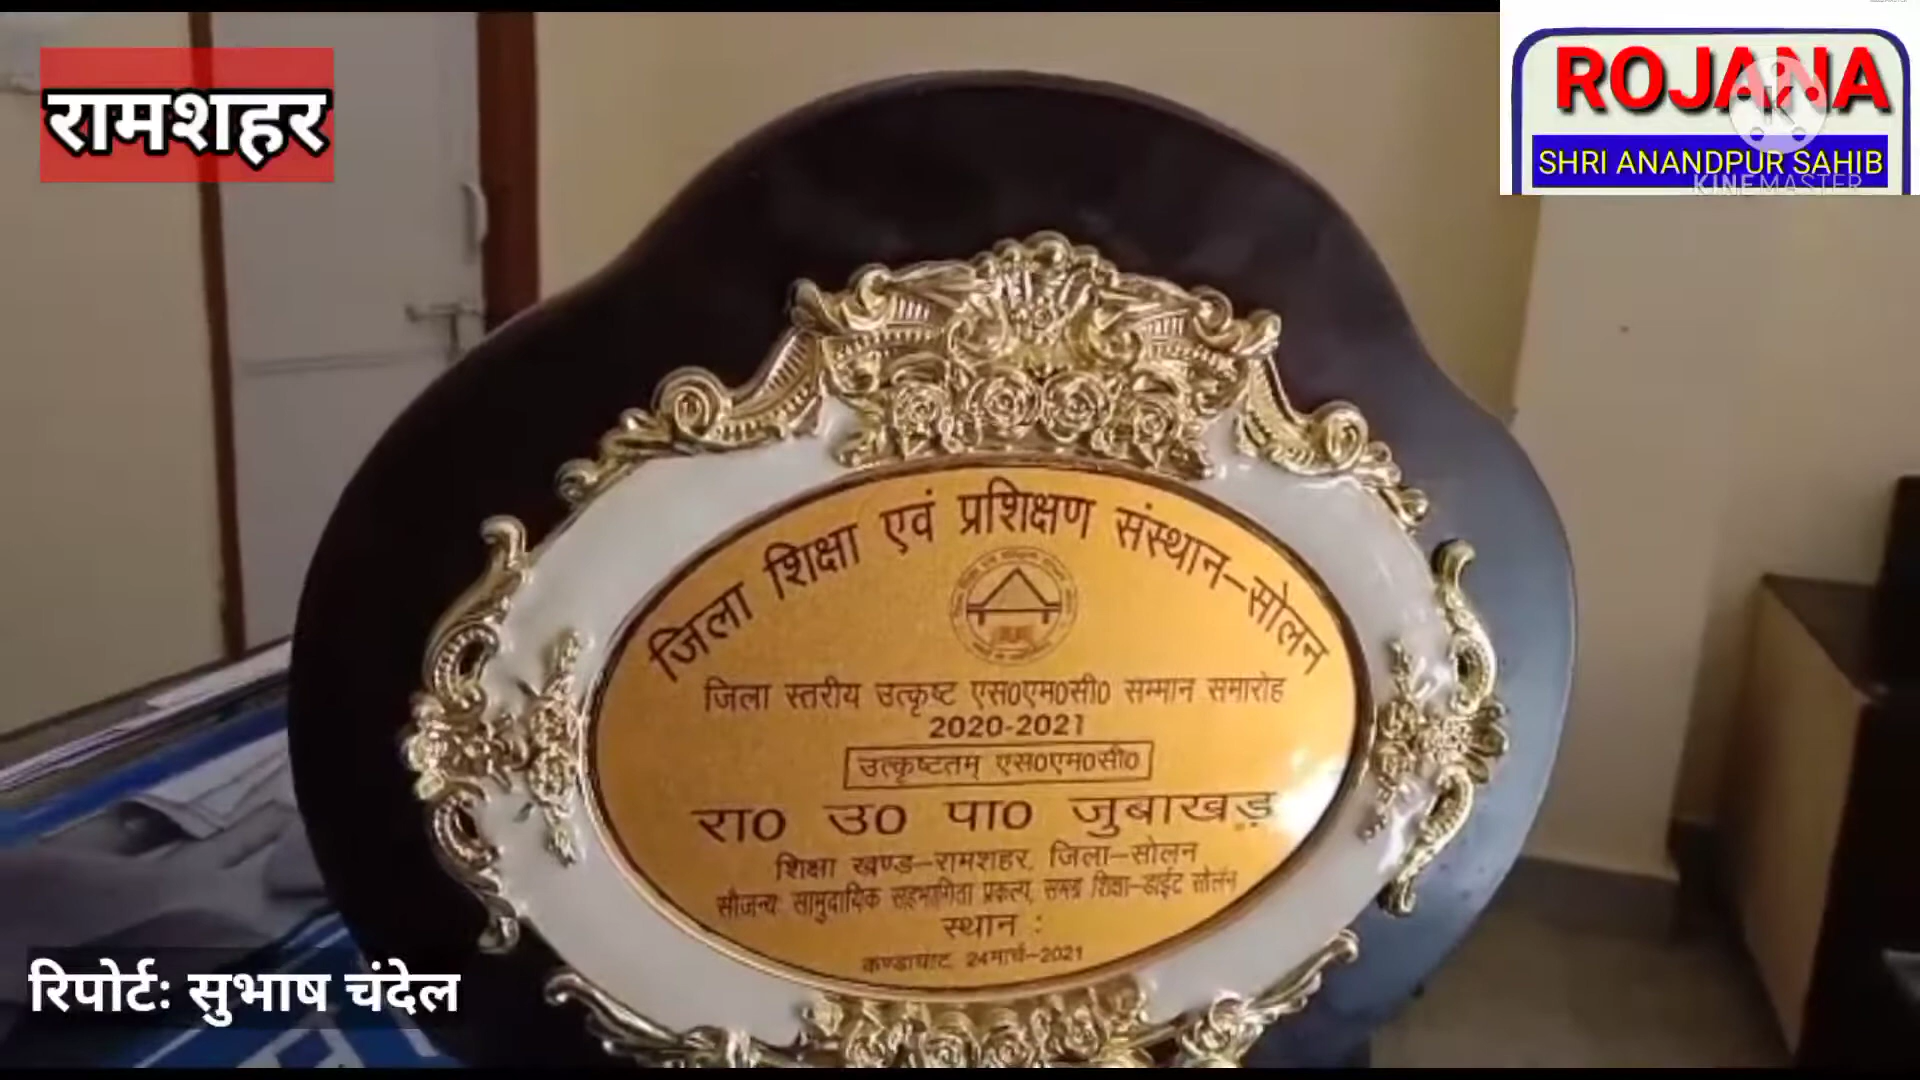 रामशहर
ROJANA
SHRI ANANDPUR SAHIB
KINEMASTER
जिला शिक्षा एवं प्रशिक्षण संस्थान–सोलन
जिला स्तरीय उत्कृष्ट एस0एम0सी0 सम्मान समारोह
2020-2021
उत्कृष्टतम् एस0एम0सी0
रा0 उ0 पा0 जुबाखड़
शिक्षा खण्ड–रामशहर, जिला–सोलन
सौजन्यः सामुदायिक सहभागिता प्रकल्प, समग्र शिक्षा–डाईट सोलन
स्थान :
कण्डाघाट, 24मार्च–2021
रिपोर्टः सुभाष चंदेल